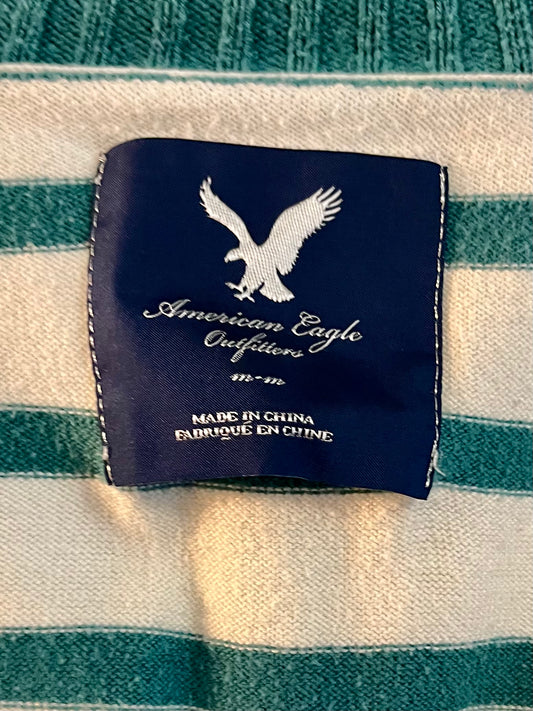 American Eagle
Outfitters
m-m
MADE IN CHINA
FABRIQUÉ EN CHINE